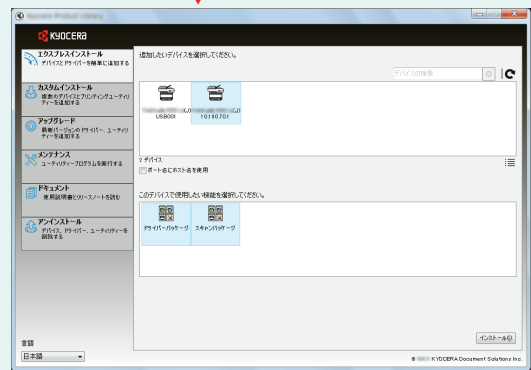 KYOCERA
エクスプレスインストール
デバイスとドライバーを簡単に追加する
追加したいデバイスを選択してください。
デバイスの検索
カスタムインストール
複数のデバイスとプリンティングユーティリ
ティーを追加する
USB001
10110701
アップグレード
最新バージョンのドライバー、ユーティリ
ティーを追加する
メンテナンス
ユーティリティープログラムを実行する
2 デバイス
ポート名にホスト名を使用
ドキュメント
使用説明書とリリースノートを読む
このデバイスで使用したい機能を選択してください。
アンインストール
デバイス、ドライバー、ユーティリティーを
削除する
ドライバーパッケージ
スキャンパッケージ
言語
日本語
インストール(I)
KYOCERA Document Solutions Inc.